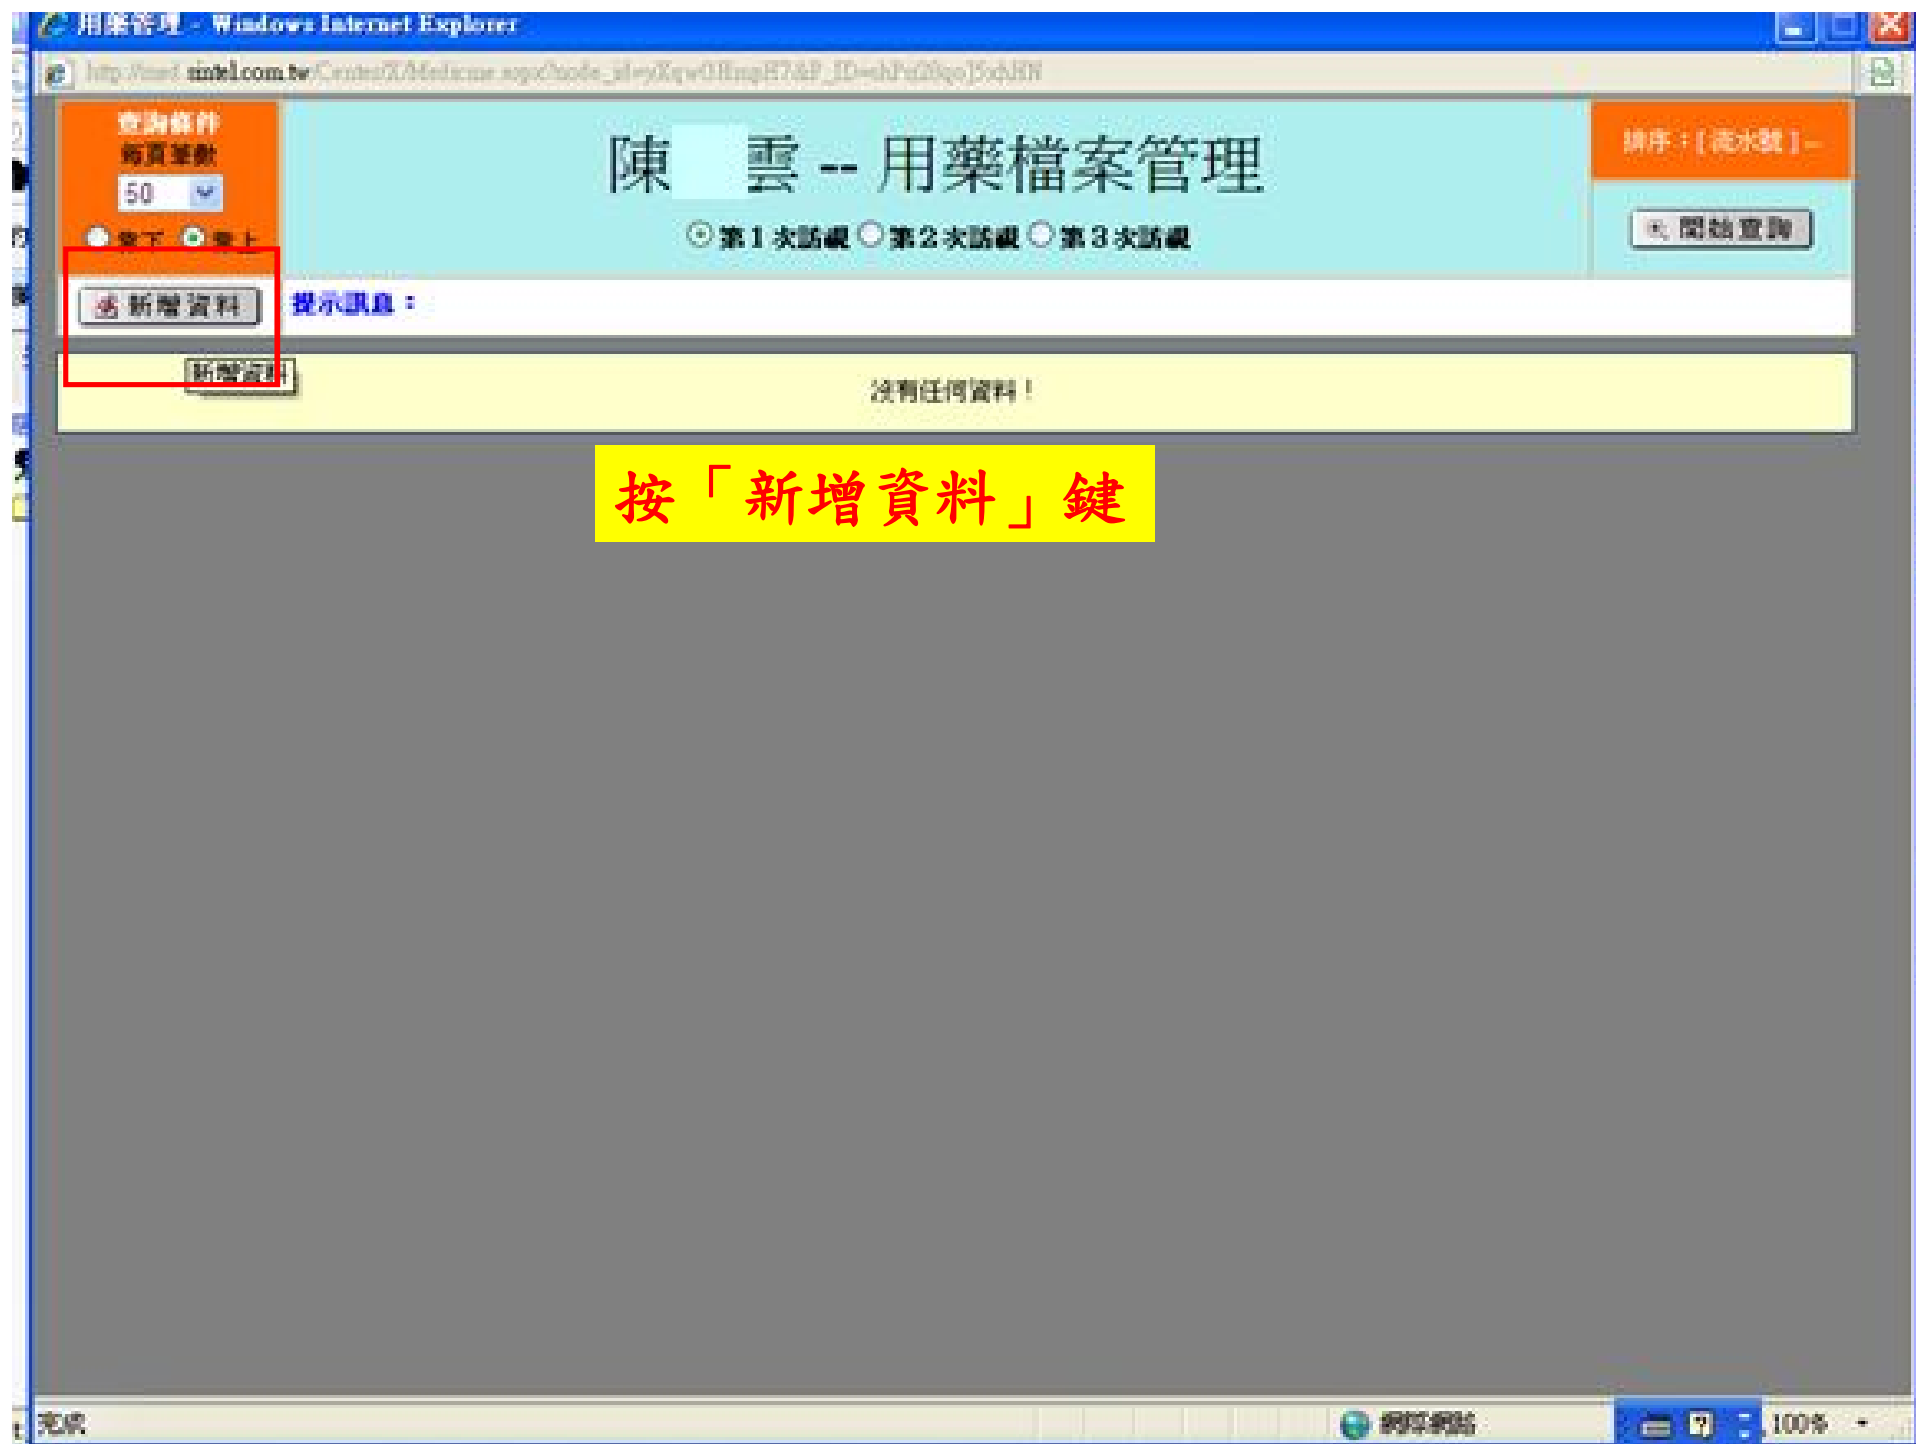 用藥管理 - Windows Internet Explorer
sintel.com.tw
查詢條件
每頁筆數
50
陳 雲 -- 用藥檔案管理
第1次訪視 第2次訪視 第3次訪視
排序：[ 流水號 ]
開始查詢
新增資料
提示訊息：
新增資料
沒有任何資料！
按「新增資料」鍵
完成
網際網路
100%